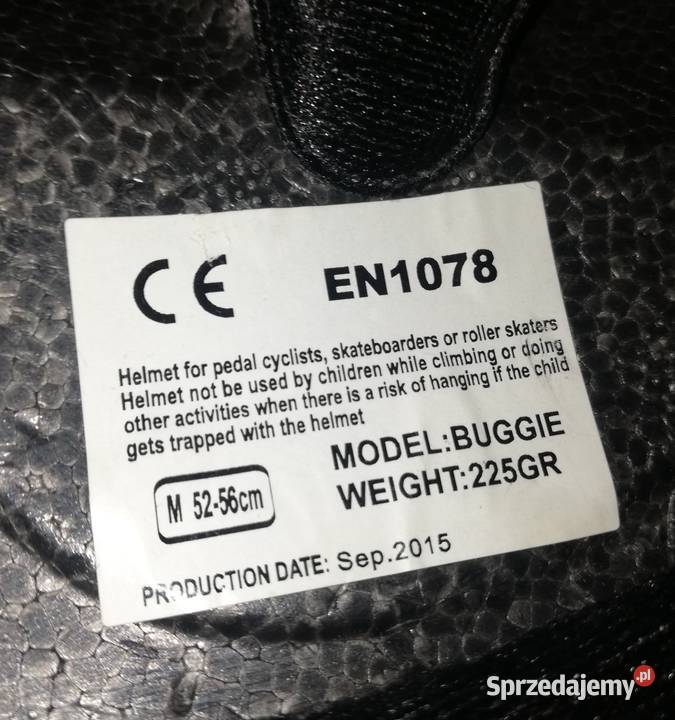 CE EN1078
Helmet for pedal cyclists, skateboarders or roller skaters
Helmet not be used by children while climbing or doing
other activities when there is a risk of hanging if the child
gets trapped with the helmet
MODEL:BUGGIE
M 52-56cm
WEIGHT:225GR
PRODUCTION DATE: Sep.2015
Sprzedajemy.pl